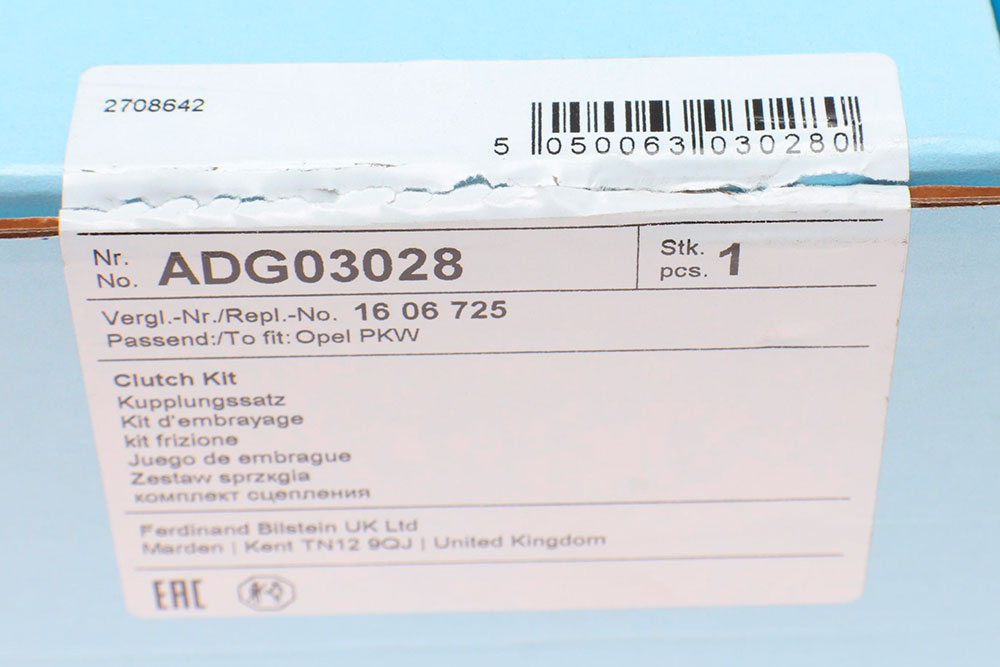 2708642
5 050063 030280
Nr. No. ADG03028 Stk. pcs. 1
Vergl.-Nr./Repl.-No. 16 06 725
Passend:/To fit: Opel PKW
Clutch Kit
Kupplungssatz
Kit d'embrayage
kit frizione
Juego de embrague
Zestaw sprzкgіa
комплект сцепления
Ferdinand Bilstein UK Ltd
Marden | Kent TN12 9QJ | United Kingdom
EAC